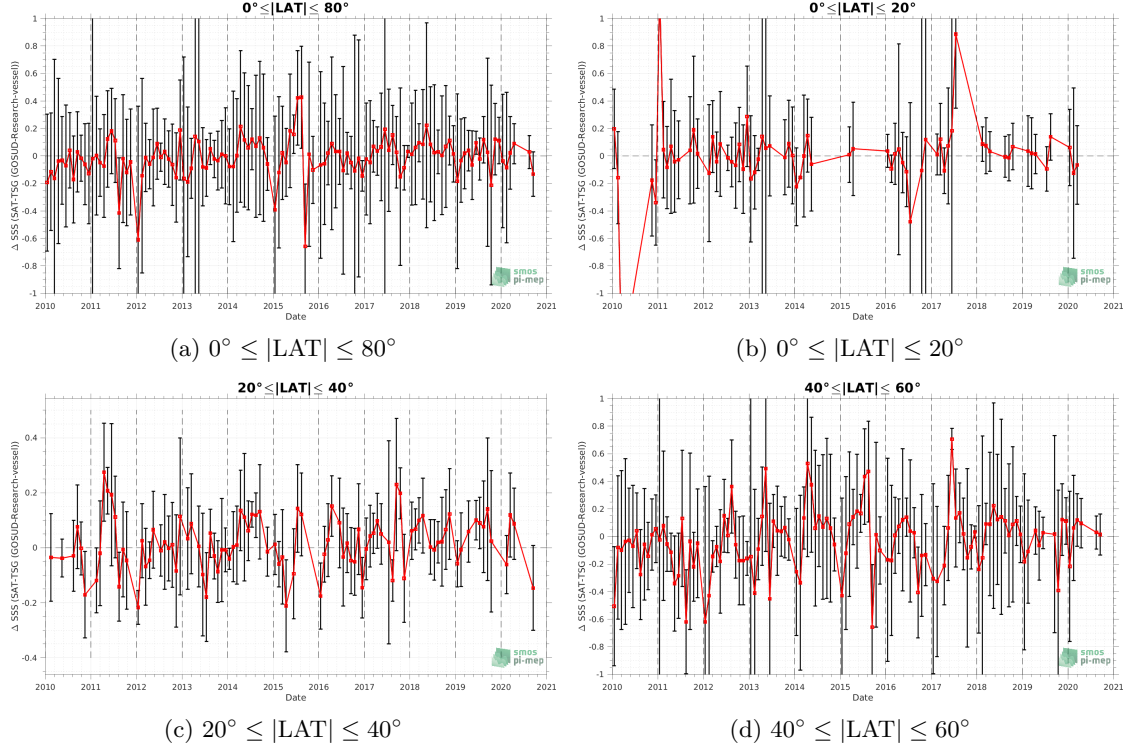 0°≤|LAT|≤ 80°
Δ SSS (SAT-TSG (GOSUD-Research-vessel))
1
0.8
0.6
0.4
0.2
0
-0.2
-0.4
-0.6
-0.8
-1
2010 2011 2012 2013 2014 2015 2016 2017 2018 2019 2020 2021
Date
smos
pi-mep
(a) 0° ≤ |LAT| ≤ 80°
0°≤|LAT|≤ 20°
Δ SSS (SAT-TSG (GOSUD-Research-vessel))
1
0.8
0.6
0.4
0.2
0
-0.2
-0.4
-0.6
-0.8
-1
2010 2011 2012 2013 2014 2015 2016 2017 2018 2019 2020 2021
Date
smos
pi-mep
(b) 0° ≤ |LAT| ≤ 20°
20°≤|LAT|≤ 40°
Δ SSS (SAT-TSG (GOSUD-Research-vessel))
0.4
0.2
0
-0.2
-0.4
2010 2011 2012 2013 2014 2015 2016 2017 2018 2019 2020 2021
Date
smos
pi-mep
(c) 20° ≤ |LAT| ≤ 40°
40°≤|LAT|≤ 60°
Δ SSS (SAT-TSG (GOSUD-Research-vessel))
1
0.8
0.6
0.4
0.2
0
-0.2
-0.4
-0.6
-0.8
-1
2010 2011 2012 2013 2014 2015 2016 2017 2018 2019 2020 2021
Date
smos
pi-mep
(d) 40° ≤ |LAT| ≤ 60°